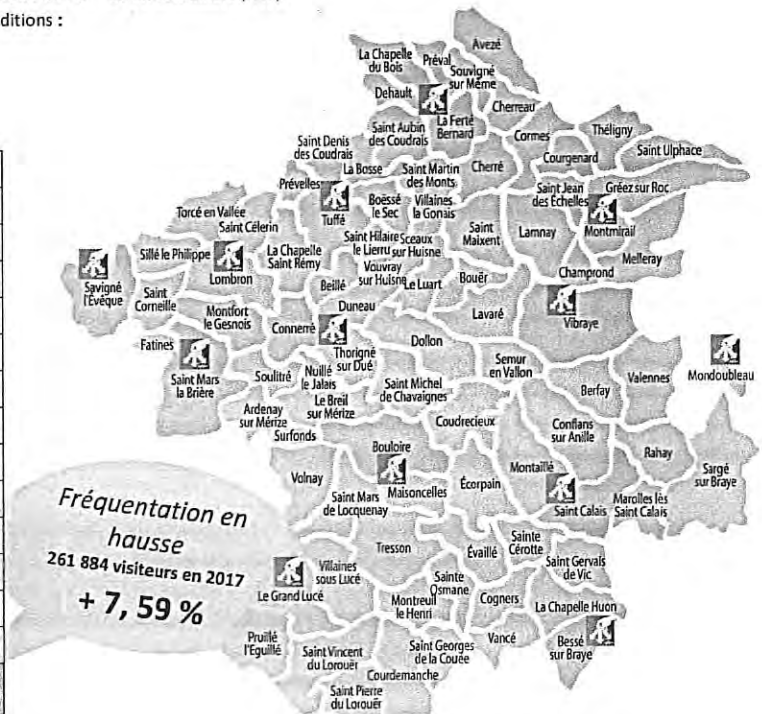 ditions :
Avezé
La Chapelle
du Bois
Préval
Souvigné
sur Même
Dehault
Cherreau
La Ferté
Bernard
Saint Aubin
des Coudrais
Cormes
Théligny
Saint Denis
des Coudrais
Courgenard
Saint Ulphace
La Bosse
Saint Martin
des Monts
Cherré
Prévelles
Saint Jean
des Échelles
Gréez sur Roc
Tuffé
Boëssé
le Sec
Villaines
la Gonais
Torcé en Vallée
Saint Célerin
Saint
Maixent
Lamnay
Montmirail
Saint Hilaire
le Lierru
Sceaux
sur Huisne
Sillé le Philippe
La Chapelle
Saint Rémy
Melleray
Vouvray
sur Huisne
Champrond
Savigné
l'Evêque
Lombron
Beillé
Le Luart
Bouër
Saint
Corneille
Duneau
Montfort
le Gesnois
Lavaré
Vibraye
Connerré
Fatines
Thorigné
sur Dué
Dollon
Semur
en Vallon
Mondoubleau
Saint Mars
la Brière
Soulitré
Nuillé
le Jalais
Saint Michel
de Chavaignes
Berfay
Valennes
Le Breil
sur Mérize
Ardenay
sur Mérize
Coudrecieux
Conflans
sur Anille
Surfonds
Bouloire
Rahay
Sargé
sur Braye
Volnay
Maisoncelles
Écorpain
Montaillé
Saint Mars
de Locquenay
Saint Calais
Marolles lès
Saint Calais
Fréquentation en
hausse
261 884 visiteurs en 2017
+ 7, 59 %
Tresson
Évaillé
Sainte
Cérotte
Saint Gervais
de Vic
Villaines
sous Lucé
Le Grand Lucé
Sainte
Osmane
Montreuil
le Henri
Cogners
La Chapelle Huon
Pruillé
l'Eguillé
Saint Vincent
du Lorouër
Saint Georges
de la Couée
Vancé
Bessé
sur Braye
Courdemanche
Saint Pierre
du Lorouër